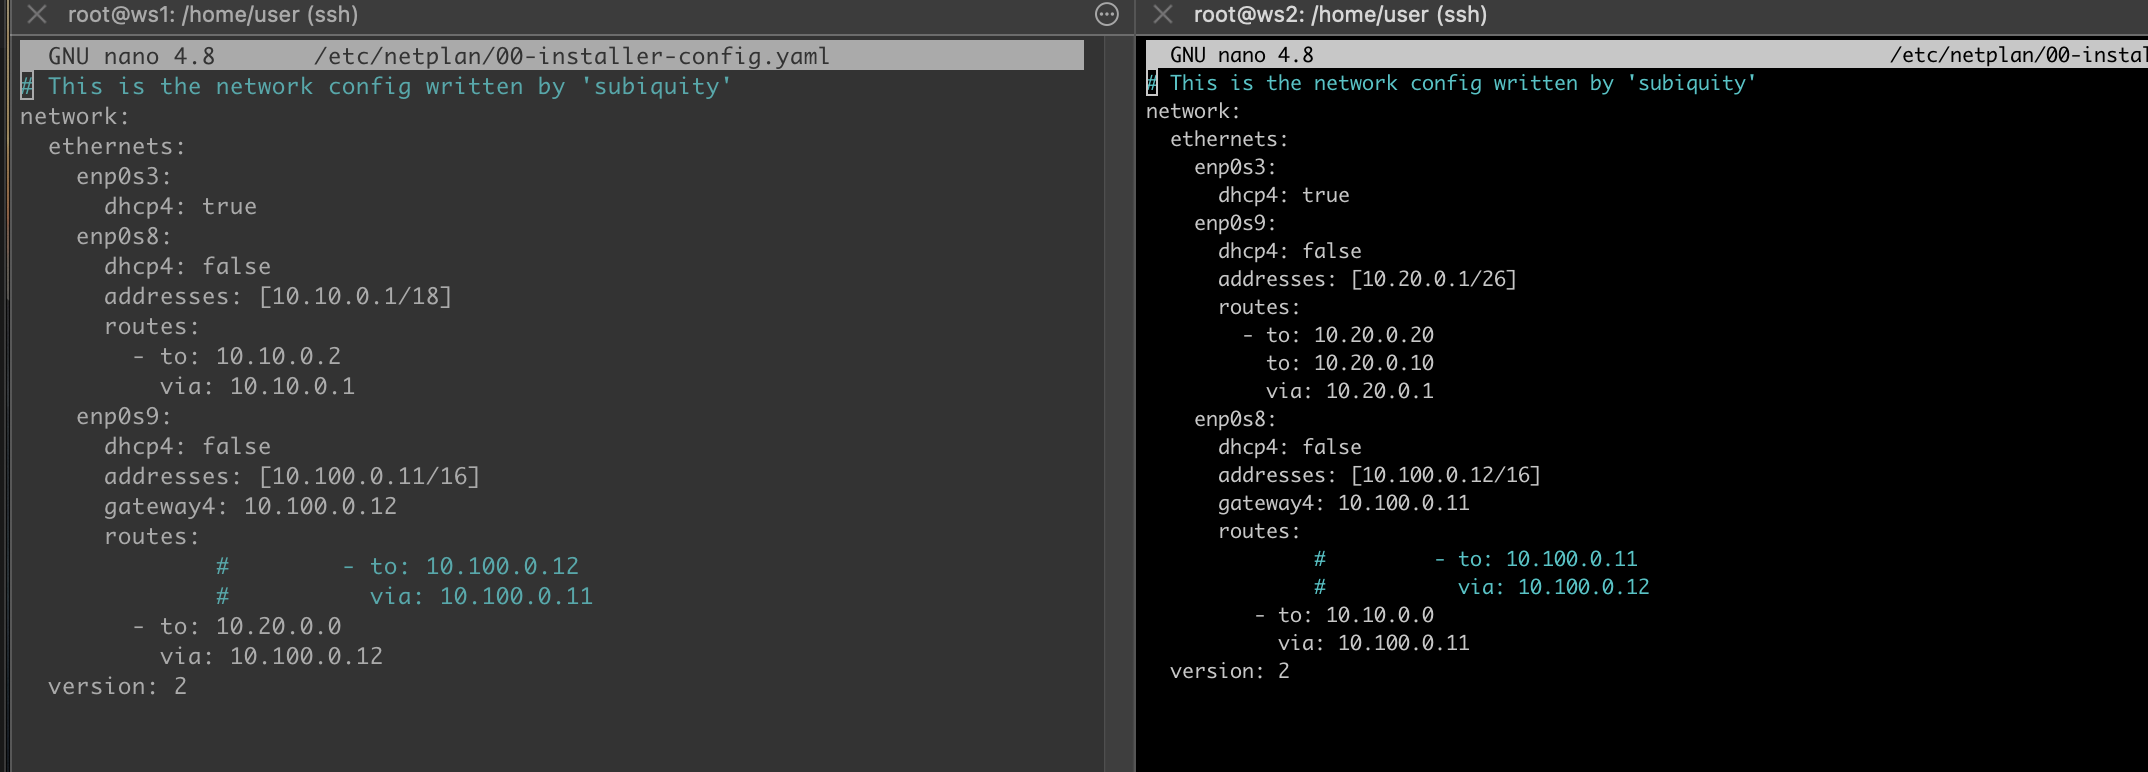 root@ws1: /home/user (ssh)
GNU nano 4.8 /etc/netplan/00-installer-config.yaml
# This is the network config written by 'subiquity'
network:
  ethernets:
    enp0s3:
      dhcp4: true
    enp0s8:
      dhcp4: false
      addresses: [10.10.0.1/18]
      routes:
        - to: 10.10.0.2
          via: 10.10.0.1
    enp0s9:
      dhcp4: false
      addresses: [10.100.0.11/16]
      gateway4: 10.100.0.12
      routes:
              #        - to: 10.100.0.12
              #          via: 10.100.0.11
        - to: 10.20.0.0
          via: 10.100.0.12
  version: 2
root@ws2: /home/user (ssh)
GNU nano 4.8 /etc/netplan/00-instal
# This is the network config written by 'subiquity'
network:
  ethernets:
    enp0s3:
      dhcp4: true
    enp0s9:
      dhcp4: false
      addresses: [10.20.0.1/26]
      routes:
        - to: 10.20.0.20
          to: 10.20.0.10
          via: 10.20.0.1
    enp0s8:
      dhcp4: false
      addresses: [10.100.0.12/16]
      gateway4: 10.100.0.11
      routes:
              #         - to: 10.100.0.11
              #           via: 10.100.0.12
         - to: 10.10.0.0
           via: 10.100.0.11
  version: 2